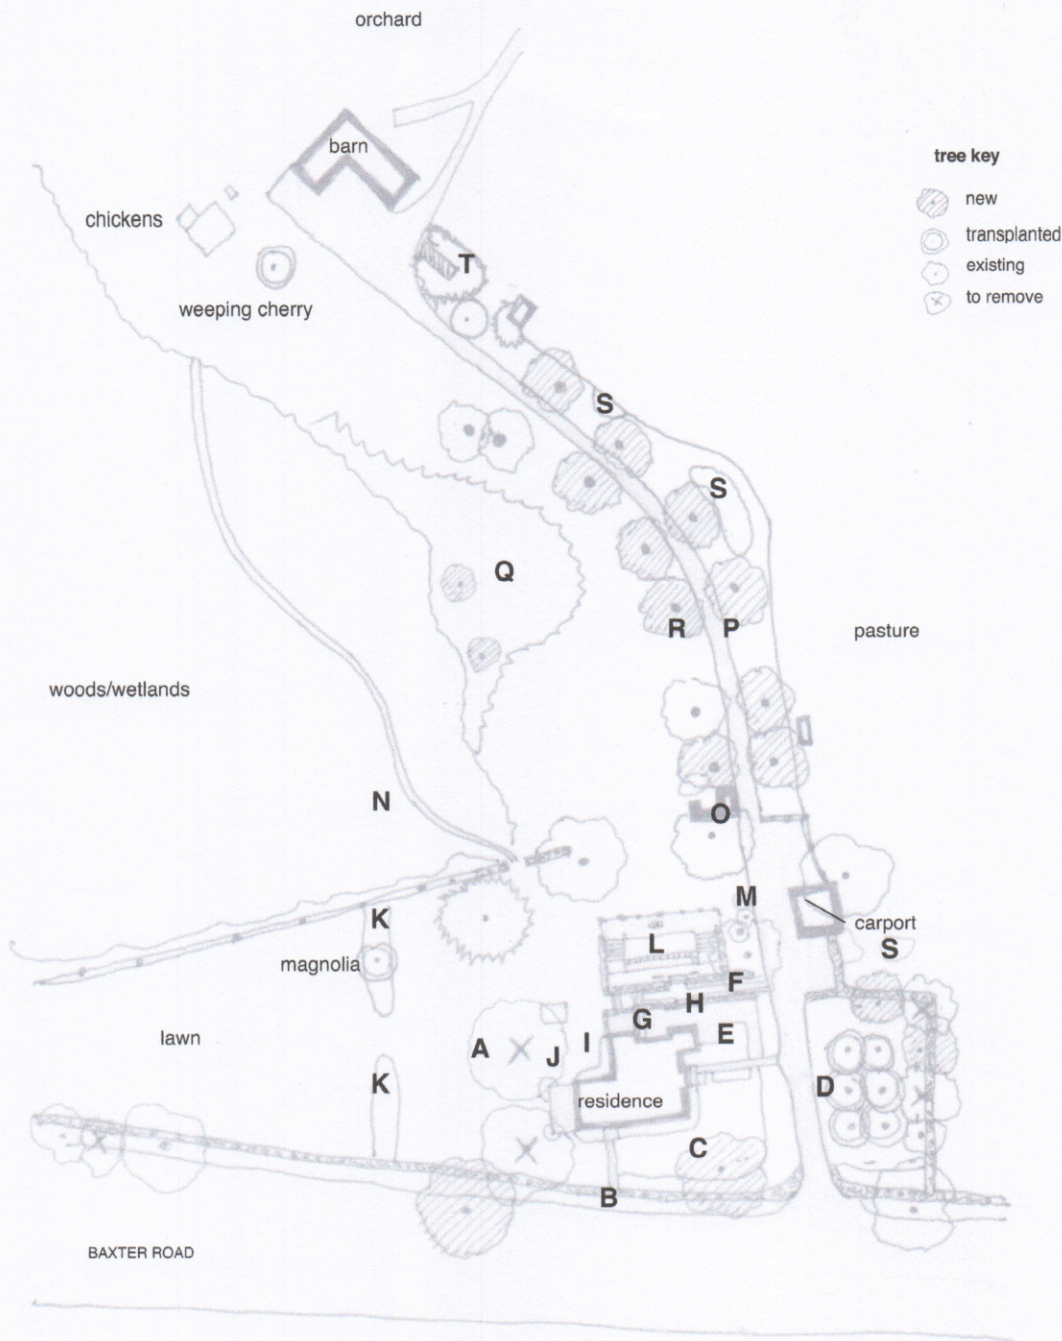 orchard
barn
tree key
new
chickens
transplanted
T
existing
to remove
weeping cherry
S
S
Q
R
P
pasture
woods/wetlands
N
O
M
K
carport
L
S
magnolia
F
H
G
lawn
A
J
I
E
K
D
residence
C
B
BAXTER ROAD